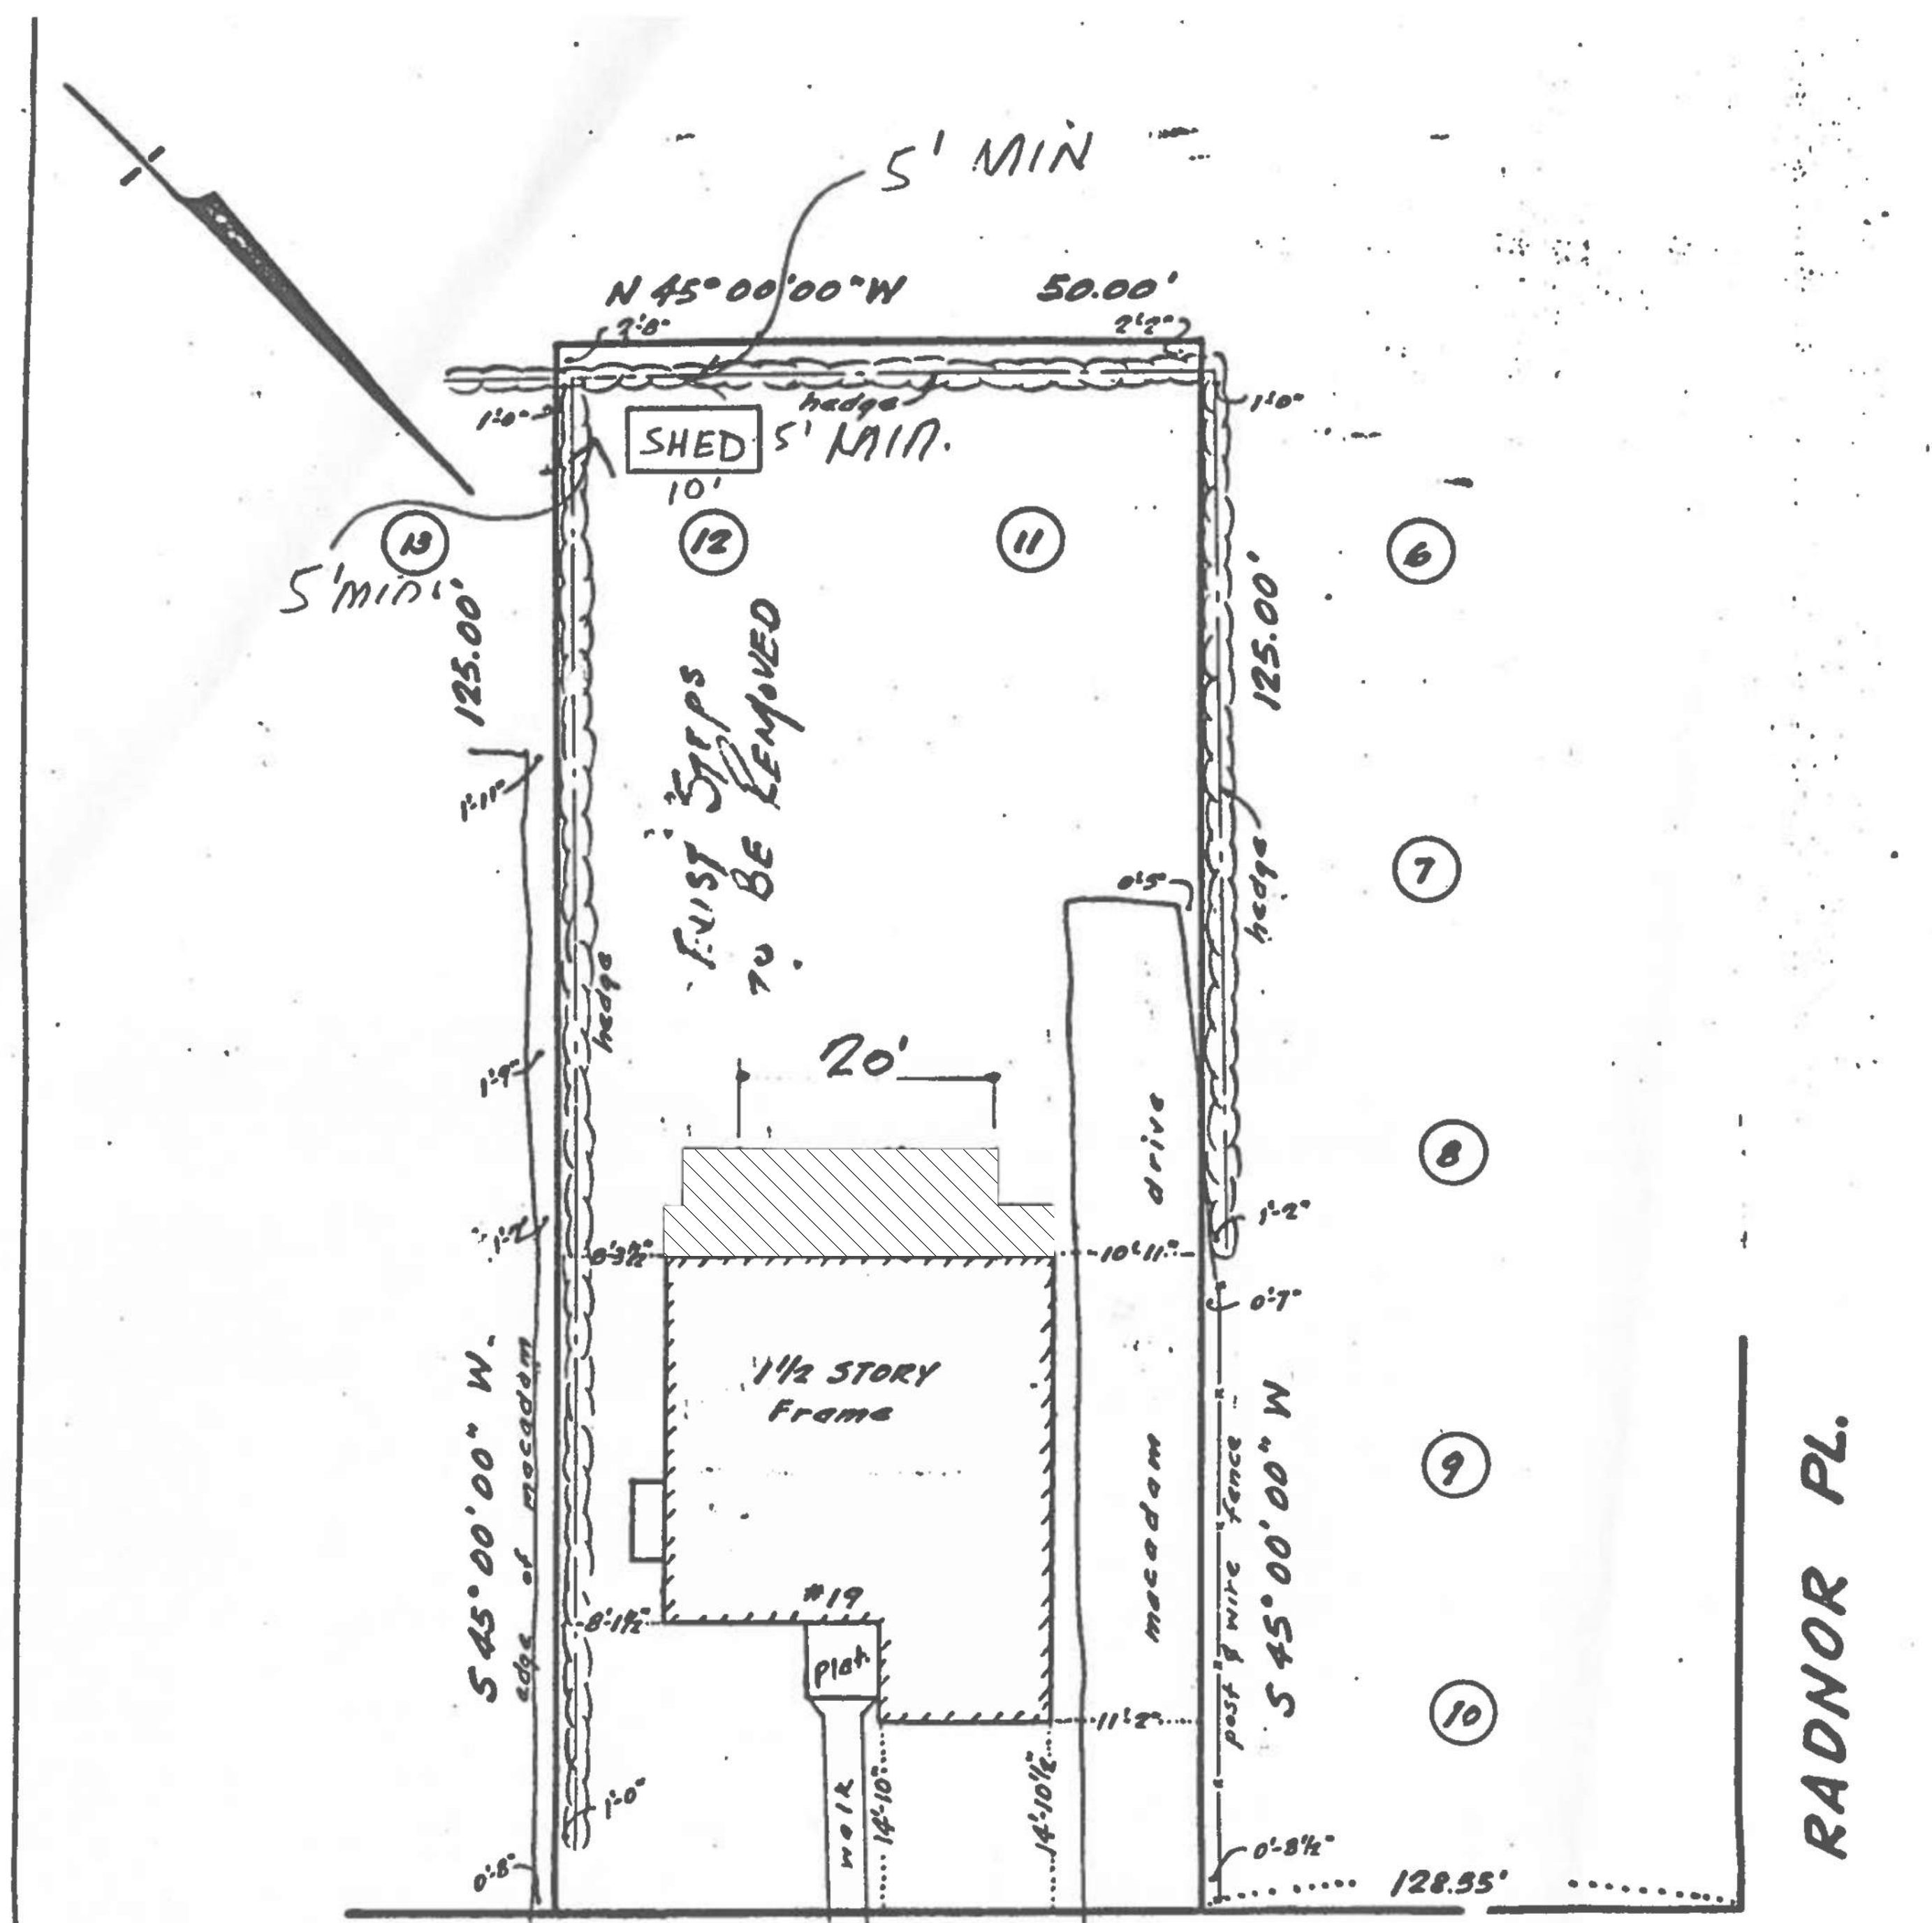 5' MIN
N 45° 00' 00" W 50.00'
2'-8"
2'-2"
1'-0"
hedge
1'-0"
SHED
5' MIN.
10'
13
12
11
6
5' MIN.
125.00'
125.00'
STPS
TO BE REMOVED
1'-11"
hedge
7
0'-5"
hedge
1'-9"
20'
drive
8
1'-2"
8'-3½"
10'-11"
0'-7"
1½ STORY
Frame
S 45° 00' 00" W.
edge of macadam
macadam
post & wire fence
S 45° 00' 00" W
9
RADNOR PL.
#19
8'-1½"
plat.
10
11'-2"
walk
14'-10"
14'-10½"
1'-0"
0'-8"
0'-8½"
128.55'